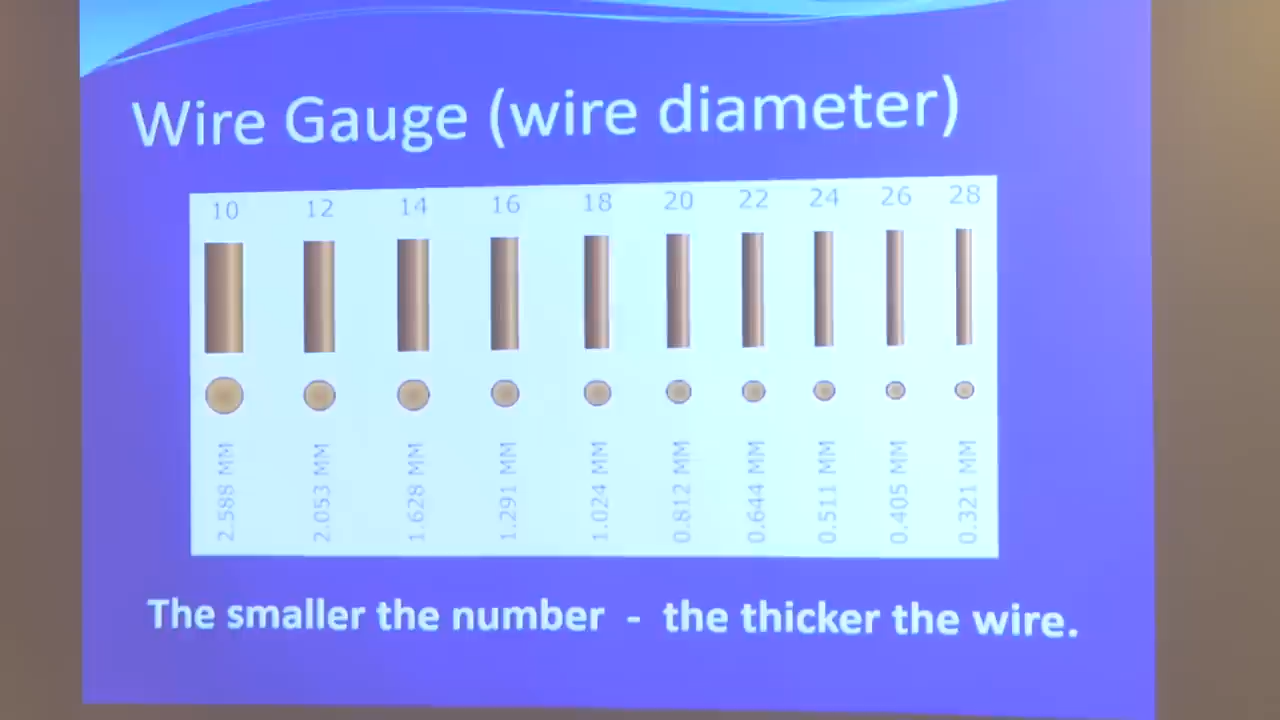 Wire Gauge (wire diameter)
10 12 14 16 18 20 22 24 26 28
2.588 MM 2.053 MM 1.628 MM 1.291 MM 1.024 MM 0.812 MM 0.644 MM 0.511 MM 0.405 MM 0.321 MM
The smaller the number - the thicker the wire.